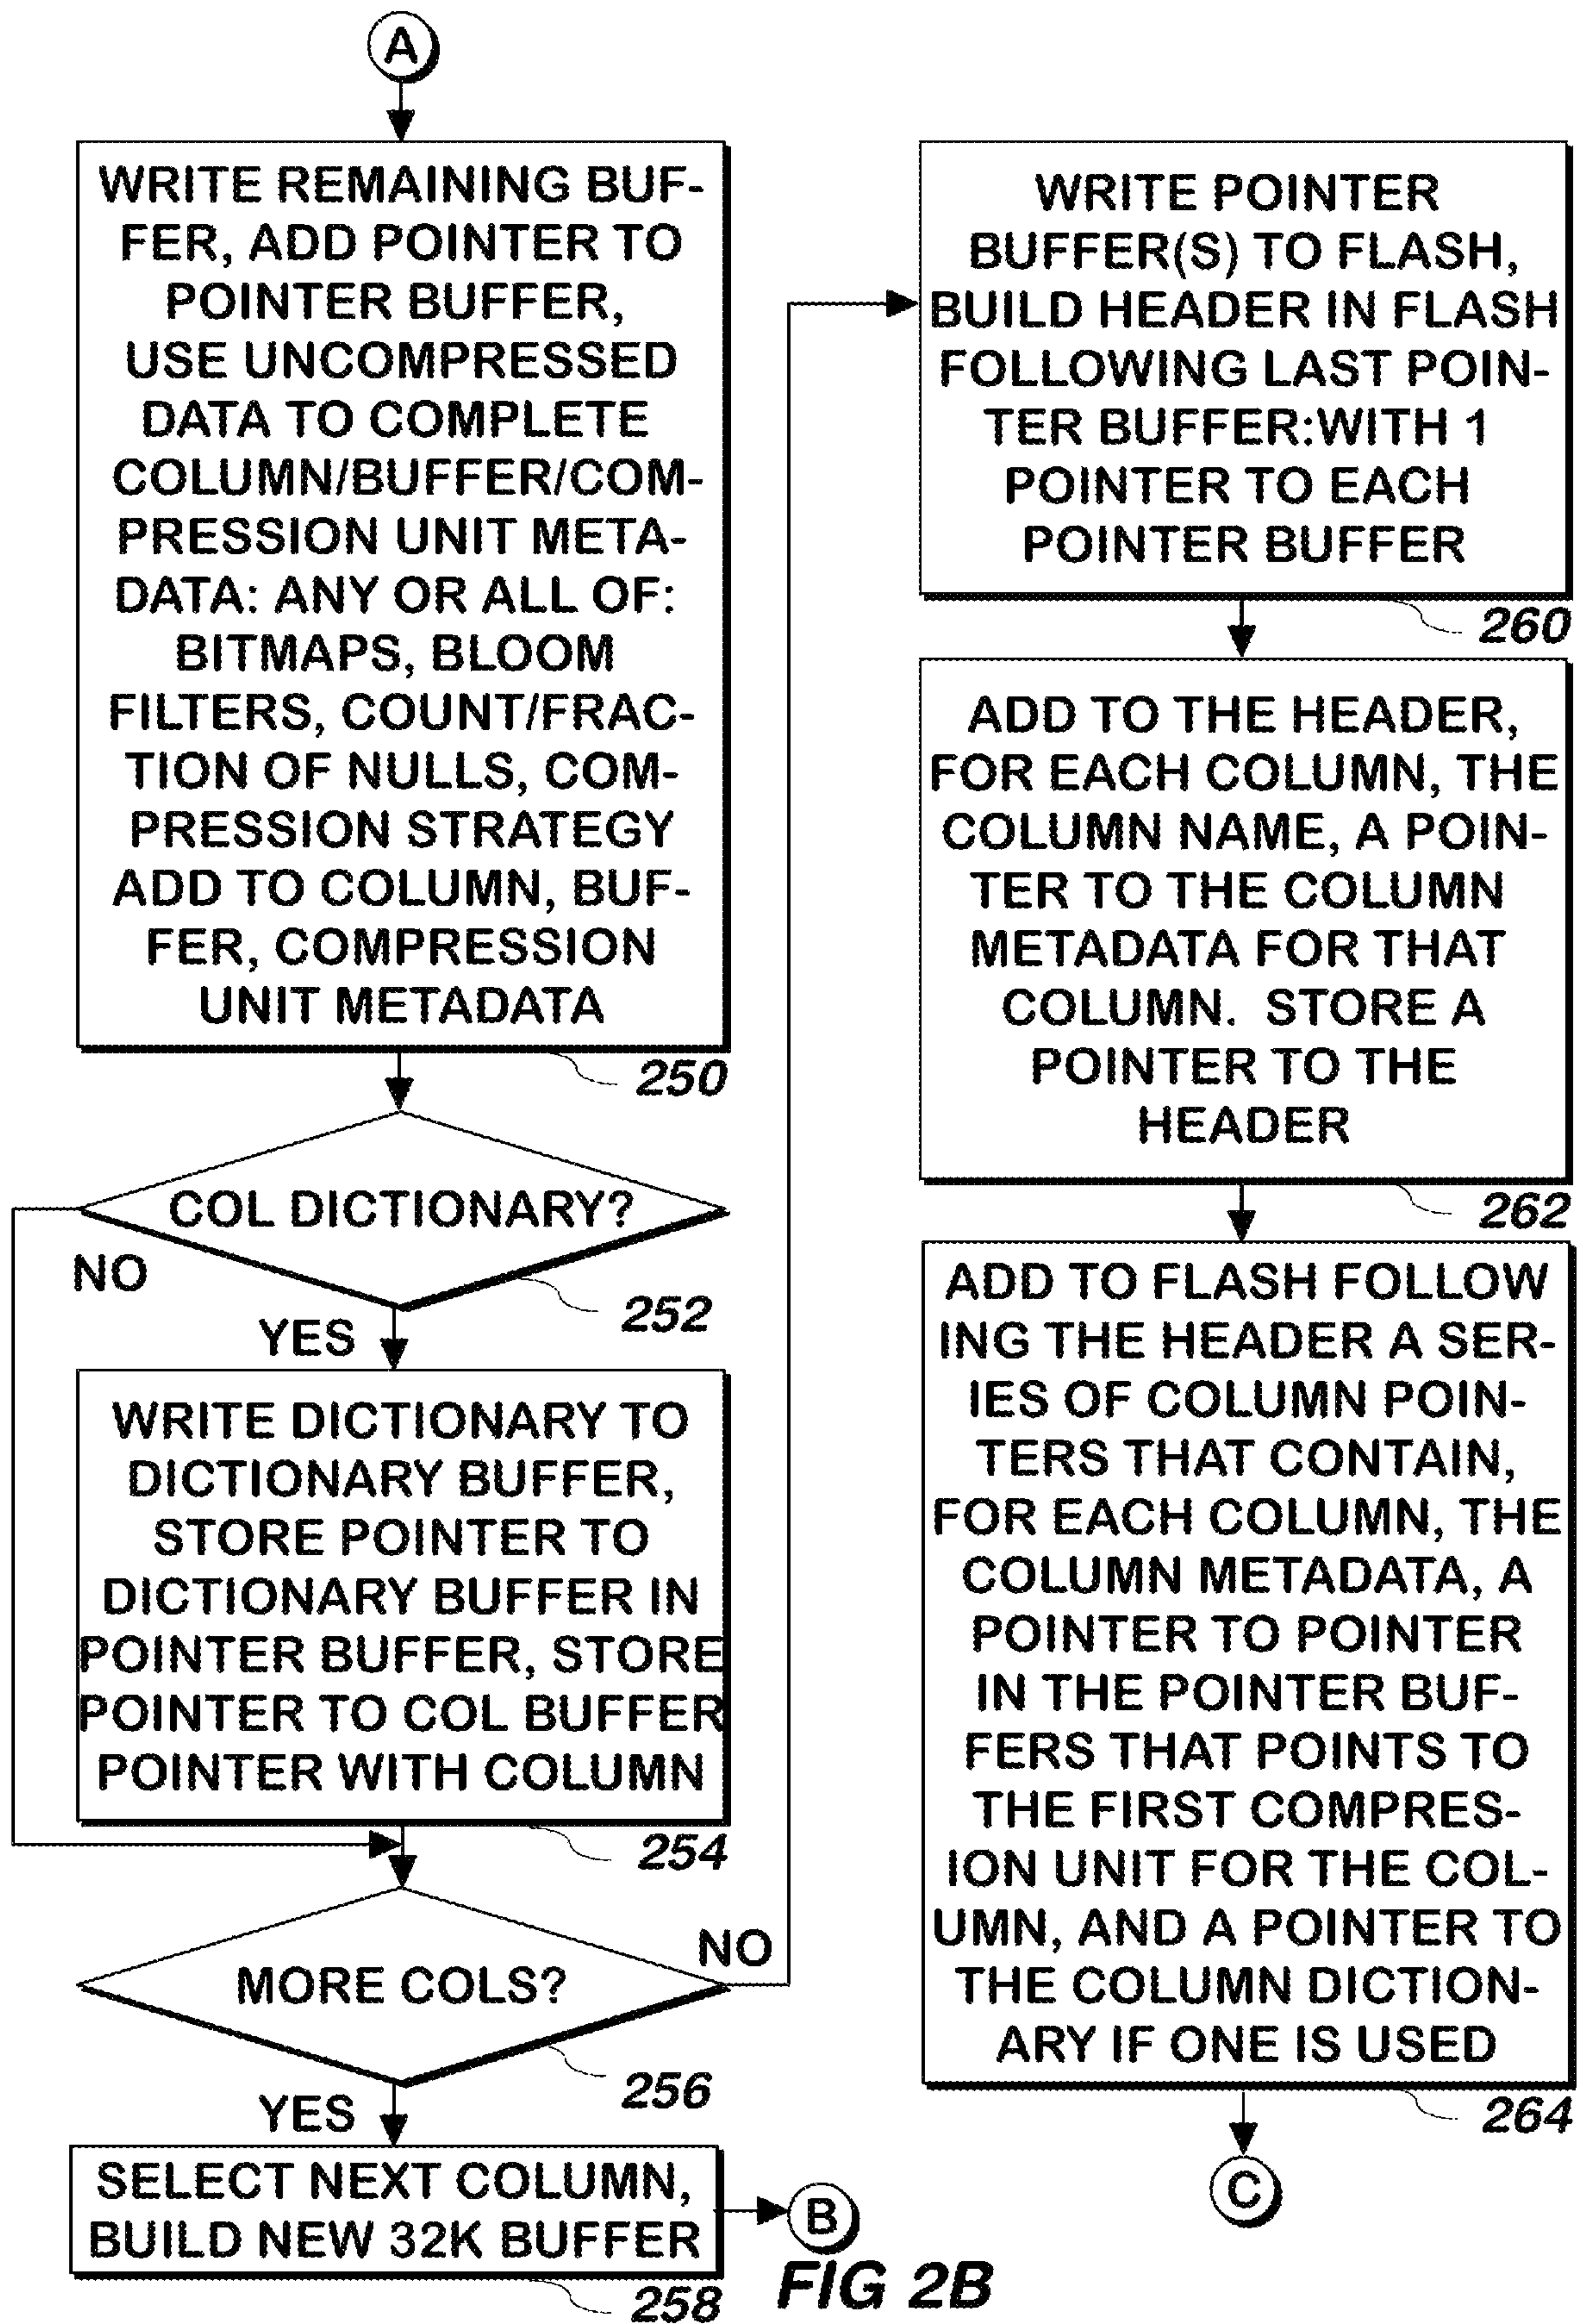 A
WRITE REMAINING BUF-
FER, ADD POINTER TO
POINTER BUFFER,
USE UNCOMPRESSED
DATA TO COMPLETE
COLUMN/BUFFER/COM-
PRESSION UNIT META-
DATA: ANY OR ALL OF:
BITMAPS, BLOOM
FILTERS, COUNT/FRAC-
TION OF NULLS, COM-
PRESSION STRATEGY
ADD TO COLUMN, BUF-
FER, COMPRESSION
UNIT METADATA
250
COL DICTIONARY?
NO
252
YES
WRITE DICTIONARY TO
DICTIONARY BUFFER,
STORE POINTER TO
DICTIONARY BUFFER IN
POINTER BUFFER, STORE
POINTER TO COL BUFFER
POINTER WITH COLUMN
254
MORE COLS?
NO
256
YES
SELECT NEXT COLUMN,
BUILD NEW 32K BUFFER
258
B
WRITE POINTER
BUFFER(S) TO FLASH,
BUILD HEADER IN FLASH
FOLLOWING LAST POIN-
TER BUFFER:WITH 1
POINTER TO EACH
POINTER BUFFER
260
ADD TO THE HEADER,
FOR EACH COLUMN, THE
COLUMN NAME, A POIN-
TER TO THE COLUMN
METADATA FOR THAT
COLUMN. STORE A
POINTER TO THE
HEADER
262
ADD TO FLASH FOLLOW
ING THE HEADER A SER-
IES OF COLUMN POIN-
TERS THAT CONTAIN,
FOR EACH COLUMN, THE
COLUMN METADATA, A
POINTER TO POINTER
IN THE POINTER BUF-
FERS THAT POINTS TO
THE FIRST COMPRES-
ION UNIT FOR THE COL-
UMN, AND A POINTER TO
THE COLUMN DICTION-
ARY IF ONE IS USED
264
C
FIG 2B